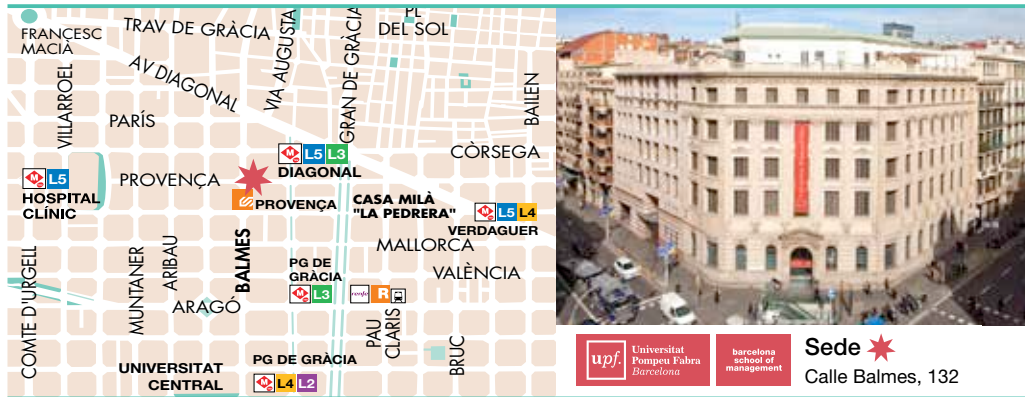 FRANCESC
MACIÀ
TRAV DE GRÀCIA
PL
DEL SOL
AV DIAGONAL
VIA AUGUSTA
GRAN DE GRÀCIA
VILLARROEL
BAILEN
PARÍS
CÒRSEGA
M L5 L3
DIAGONAL
M L5
HOSPITAL
CLÍNIC
PROVENÇA
PROVENÇA
CASA MILÀ
"LA PEDRERA"
M L5 L4
VERDAGUER
MALLORCA
VALÈNCIA
COMTE D'URGELL
MUNTANER
ARIBAU
BALMES
ARAGÓ
PG DE
GRÀCIA
M L3
renfe R
PAU
CLARIS
BRUC
UNIVERSITAT
CENTRAL
PG DE GRÀCIA
M L4 L2
upf.
Universitat
Pompeu Fabra
Barcelona
barcelona
school of
management
Sede
Calle Balmes, 132